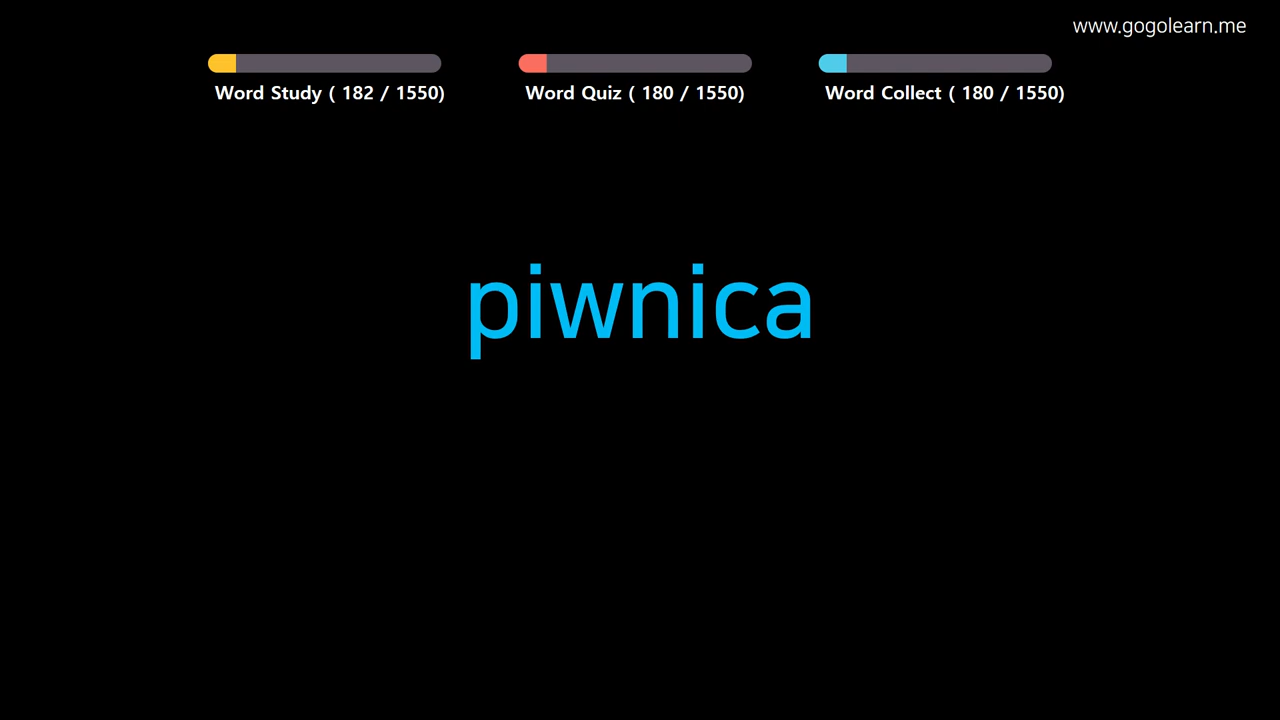 www.gogolearn.me
Word Study ( 182 / 1550)
Word Quiz ( 180 / 1550)
Word Collect ( 180 / 1550)
piwnica